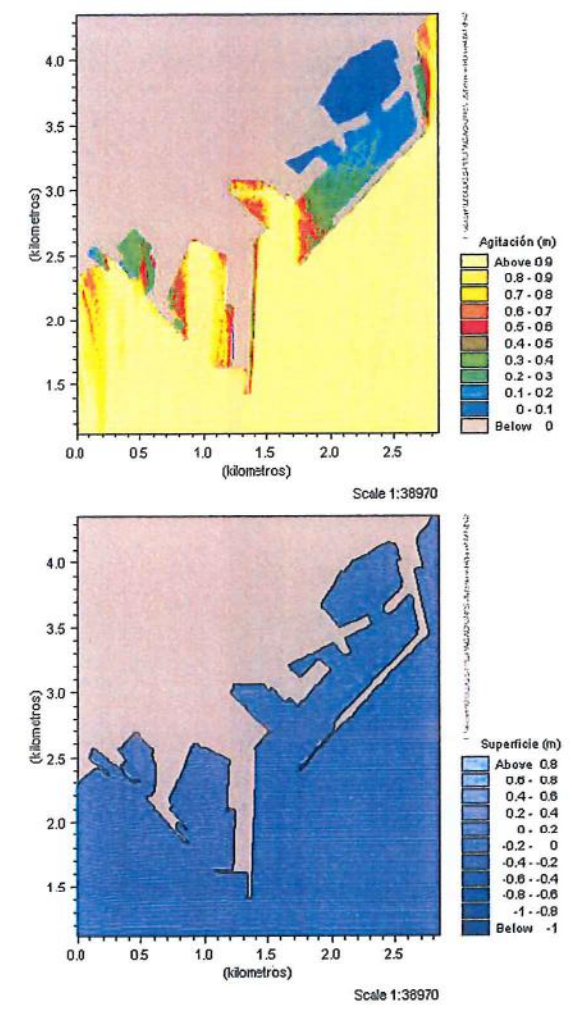 4.0
3.5
3.0
2.5
2.0
1.5
(kilometros)
0.0 0.5 1.0 1.5 2.0 2.5
(kilometros)
Scale 1:38970
Agitación (m)
Above 0.9
0.8 - 0.9
0.7 - 0.8
0.6 - 0.7
0.5 - 0.6
0.4 - 0.5
0.3 - 0.4
0.2 - 0.3
0.1 - 0.2
0 - 0.1
Below 0
4.0
3.5
3.0
2.5
2.0
1.5
(kilometros)
0.0 0.5 1.0 1.5 2.0 2.5
(kilometros)
Scale 1:38970
Superficie (m)
Above 0.8
0.6 - 0.8
0.4 - 0.6
0.2 - 0.4
0 - 0.2
-0.2 - 0
-0.4 - -0.2
-0.6 - -0.4
-0.8 - -0.6
-1 - -0.8
Below -1